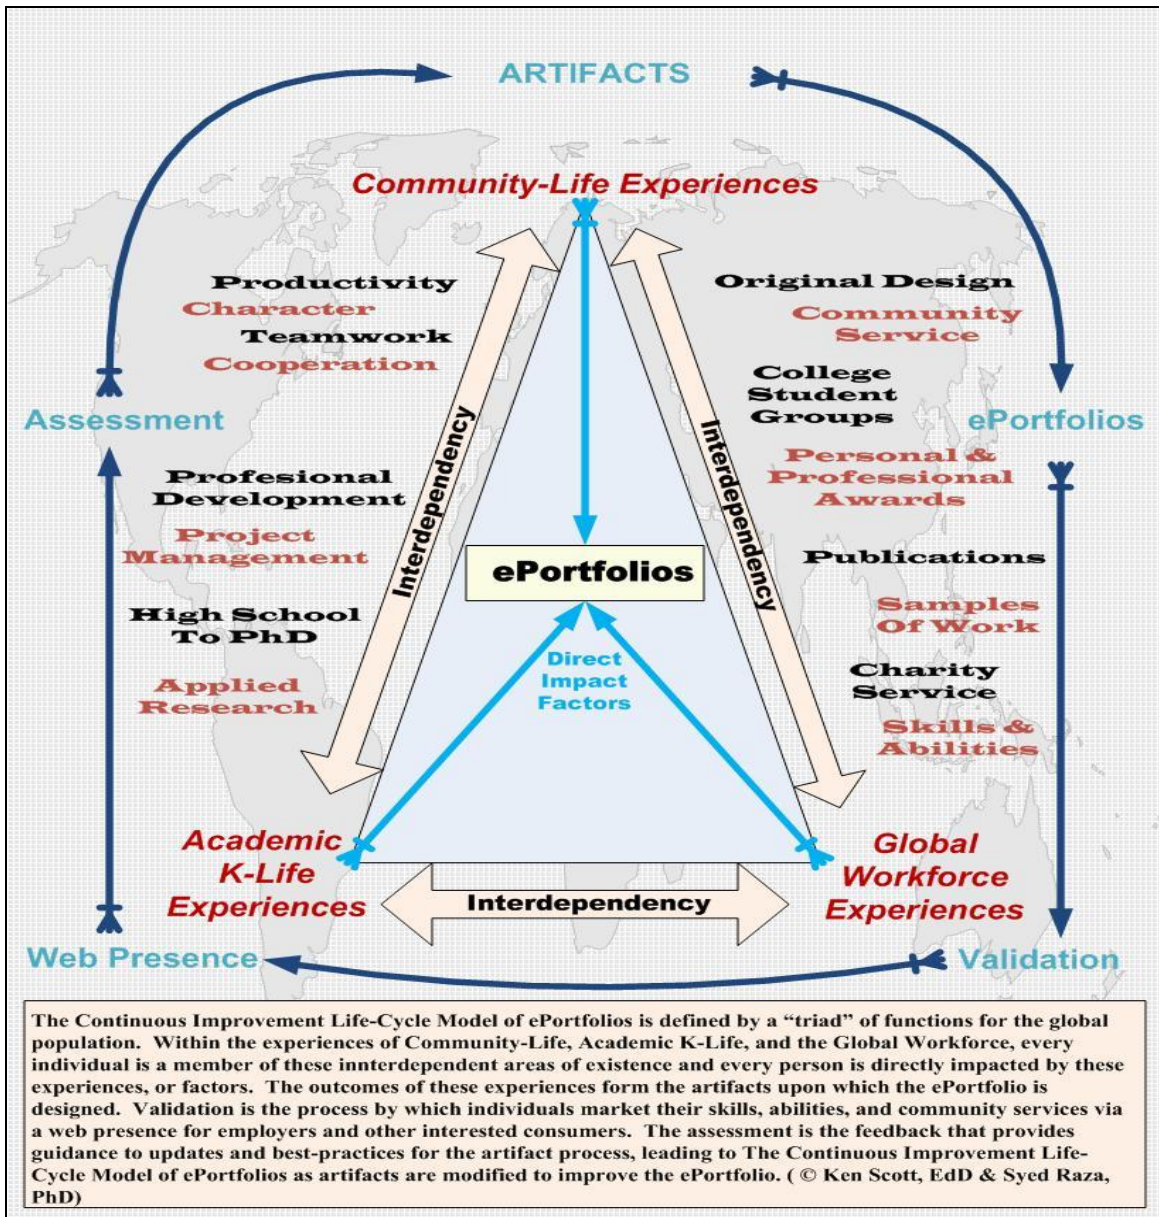 ARTIFACTS
Community-Life Experiences
Productivity
Character
Teamwork
Cooperation
Original Design
Community
Service
College
Student
Groups
Assessment
ePortfolios
Interdependency
Interdependency
Personal &
Professional
Awards
Profesional
Development
Project
Management
ePortfolios
Publications
High School
To PhD
Samples
Of Work
Direct
Impact
Factors
Charity
Service
Applied
Research
Skills &
Abilities
Academic
K-Life
Experiences
Interdependency
Global
Workforce
Experiences
Web Presence
Validation
The Continuous Improvement Life-Cycle Model of ePortfolios is defined by a “triad” of functions for the global
population. Within the experiences of Community-Life, Academic K-Life, and the Global Workforce, every
individual is a member of these innterdependent areas of existence and every person is directly impacted by these
experiences, or factors. The outcomes of these experiences form the artifacts upon which the ePortfolio is
designed. Validation is the process by which individuals market their skills, abilities, and community services via
a web presence for employers and other interested consumers. The assessment is the feedback that provides
guidance to updates and best-practices for the artifact process, leading to The Continuous Improvement Life-
Cycle Model of ePortfolios as artifacts are modified to improve the ePortfolio. ( © Ken Scott, EdD & Syed Raza,
PhD)